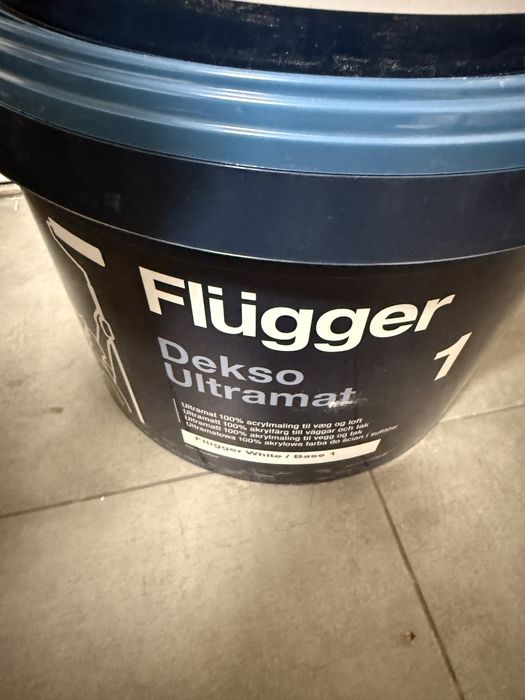 Flügger
1
Dekso
Ultramat
Ultramat 100% acrylmaling til væg og loft
Ultramatt 100% akrylfärg till väggar och tak
Ultramatt 100% akrylmaling til vegg og tak
Ultramatowa 100% akrylowa farba do ścian i sufitów
Flügger White / Base 1